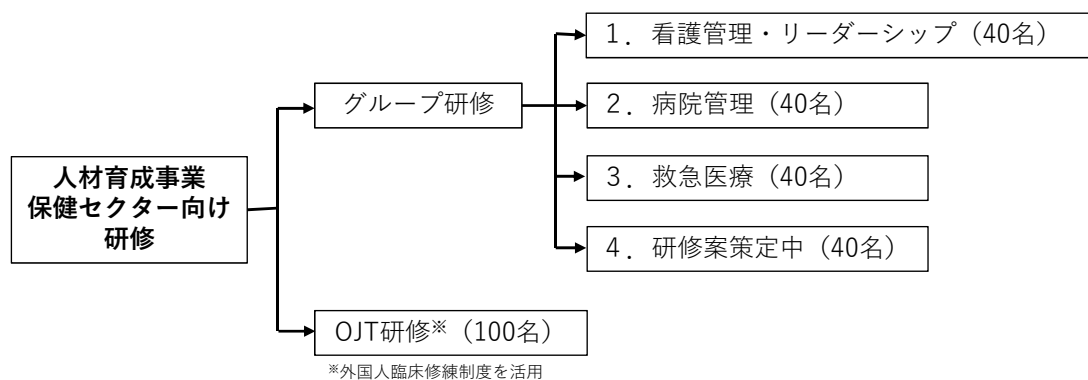 人材育成事業
保健セクター向け
研修
グループ研修
1．看護管理・リーダーシップ（40名）
2．病院管理（40名）
3．救急医療（40名）
4．研修案策定中（40名）
OJT研修※（100名）
※外国人臨床修練制度を活用